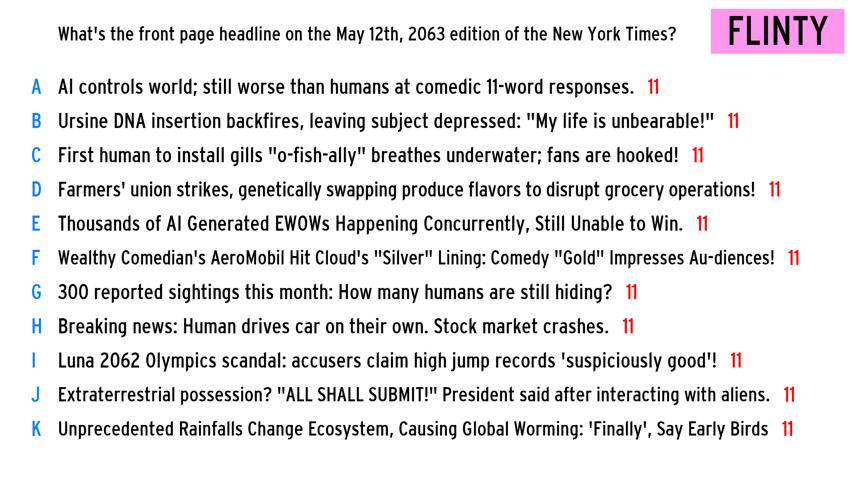 What's the front page headline on the May 12th, 2063 edition of the New York Times?
FLINTY
A AI controls world; still worse than humans at comedic 11-word responses. 11
B Ursine DNA insertion backfires, leaving subject depressed: "My life is unbearable!" 11
C First human to install gills "o-fish-ally" breathes underwater; fans are hooked! 11
D Farmers' union strikes, genetically swapping produce flavors to disrupt grocery operations! 11
E Thousands of AI Generated EWOWs Happening Concurrently, Still Unable to Win. 11
F Wealthy Comedian's AeroMobil Hit Cloud's "Silver" Lining: Comedy "Gold" Impresses Au-diences! 11
G 300 reported sightings this month: How many humans are still hiding? 11
H Breaking news: Human drives car on their own. Stock market crashes. 11
I Luna 2062 Olympics scandal: accusers claim high jump records 'suspiciously good'! 11
J Extraterrestrial possession? "ALL SHALL SUBMIT!" President said after interacting with aliens. 11
K Unprecedented Rainfalls Change Ecosystem, Causing Global Worming: 'Finally', Say Early Birds 11